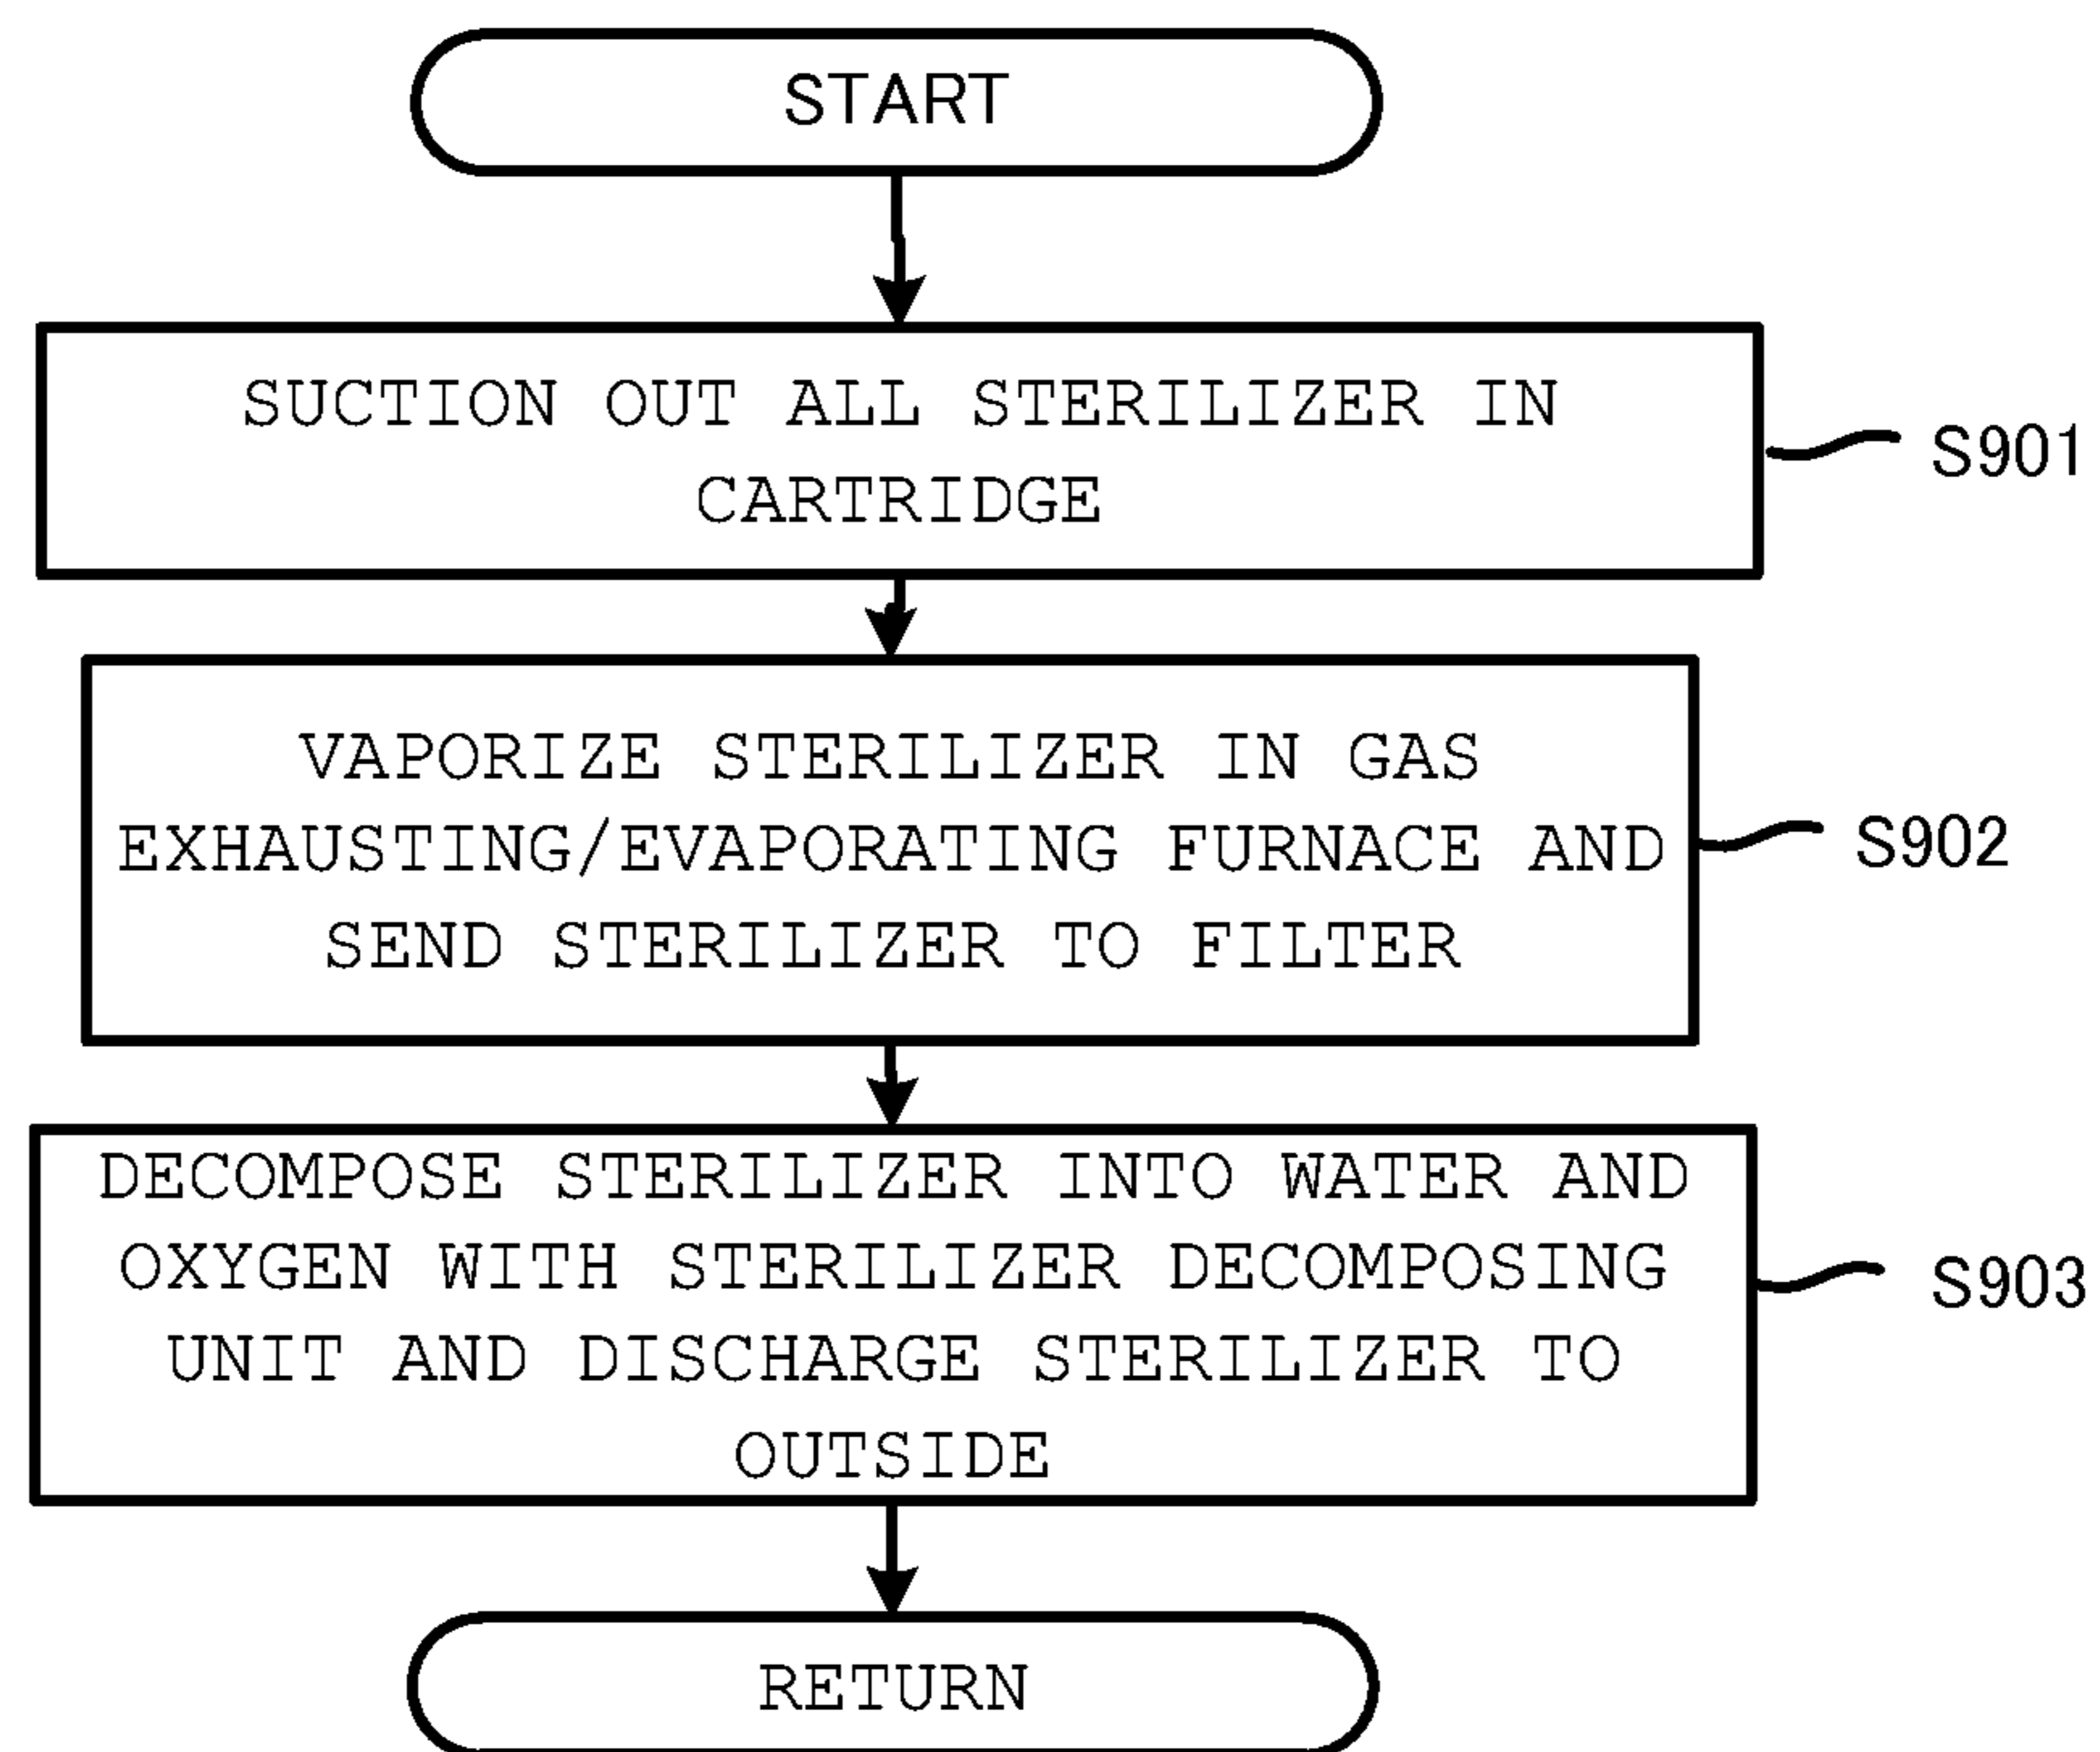 START
SUCTION OUT ALL STERILIZER IN
CARTRIDGE
S901
VAPORIZE STERILIZER IN GAS
EXHAUSTING/EVAPORATING FURNACE AND
SEND STERILIZER TO FILTER
S902
DECOMPOSE STERILIZER INTO WATER AND
OXYGEN WITH STERILIZER DECOMPOSING
UNIT AND DISCHARGE STERILIZER TO
OUTSIDE
S903
RETURN